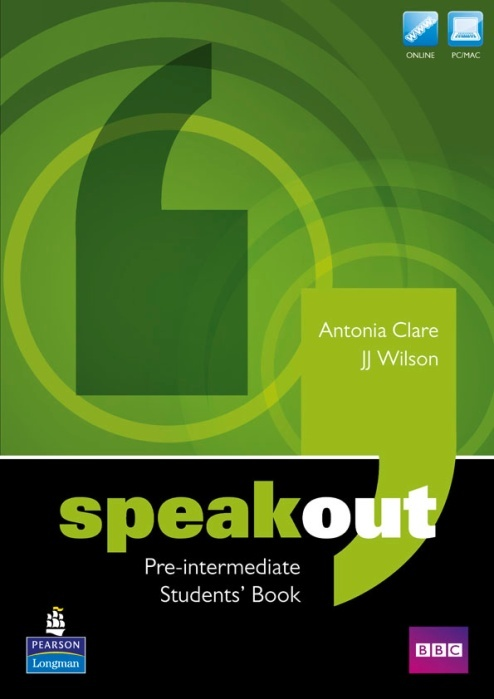 www
ONLINE
PC/MAC
Antonia Clare
JJ Wilson
speakout
Pre-intermediate
Students' Book
PEARSON
Longman
BBC